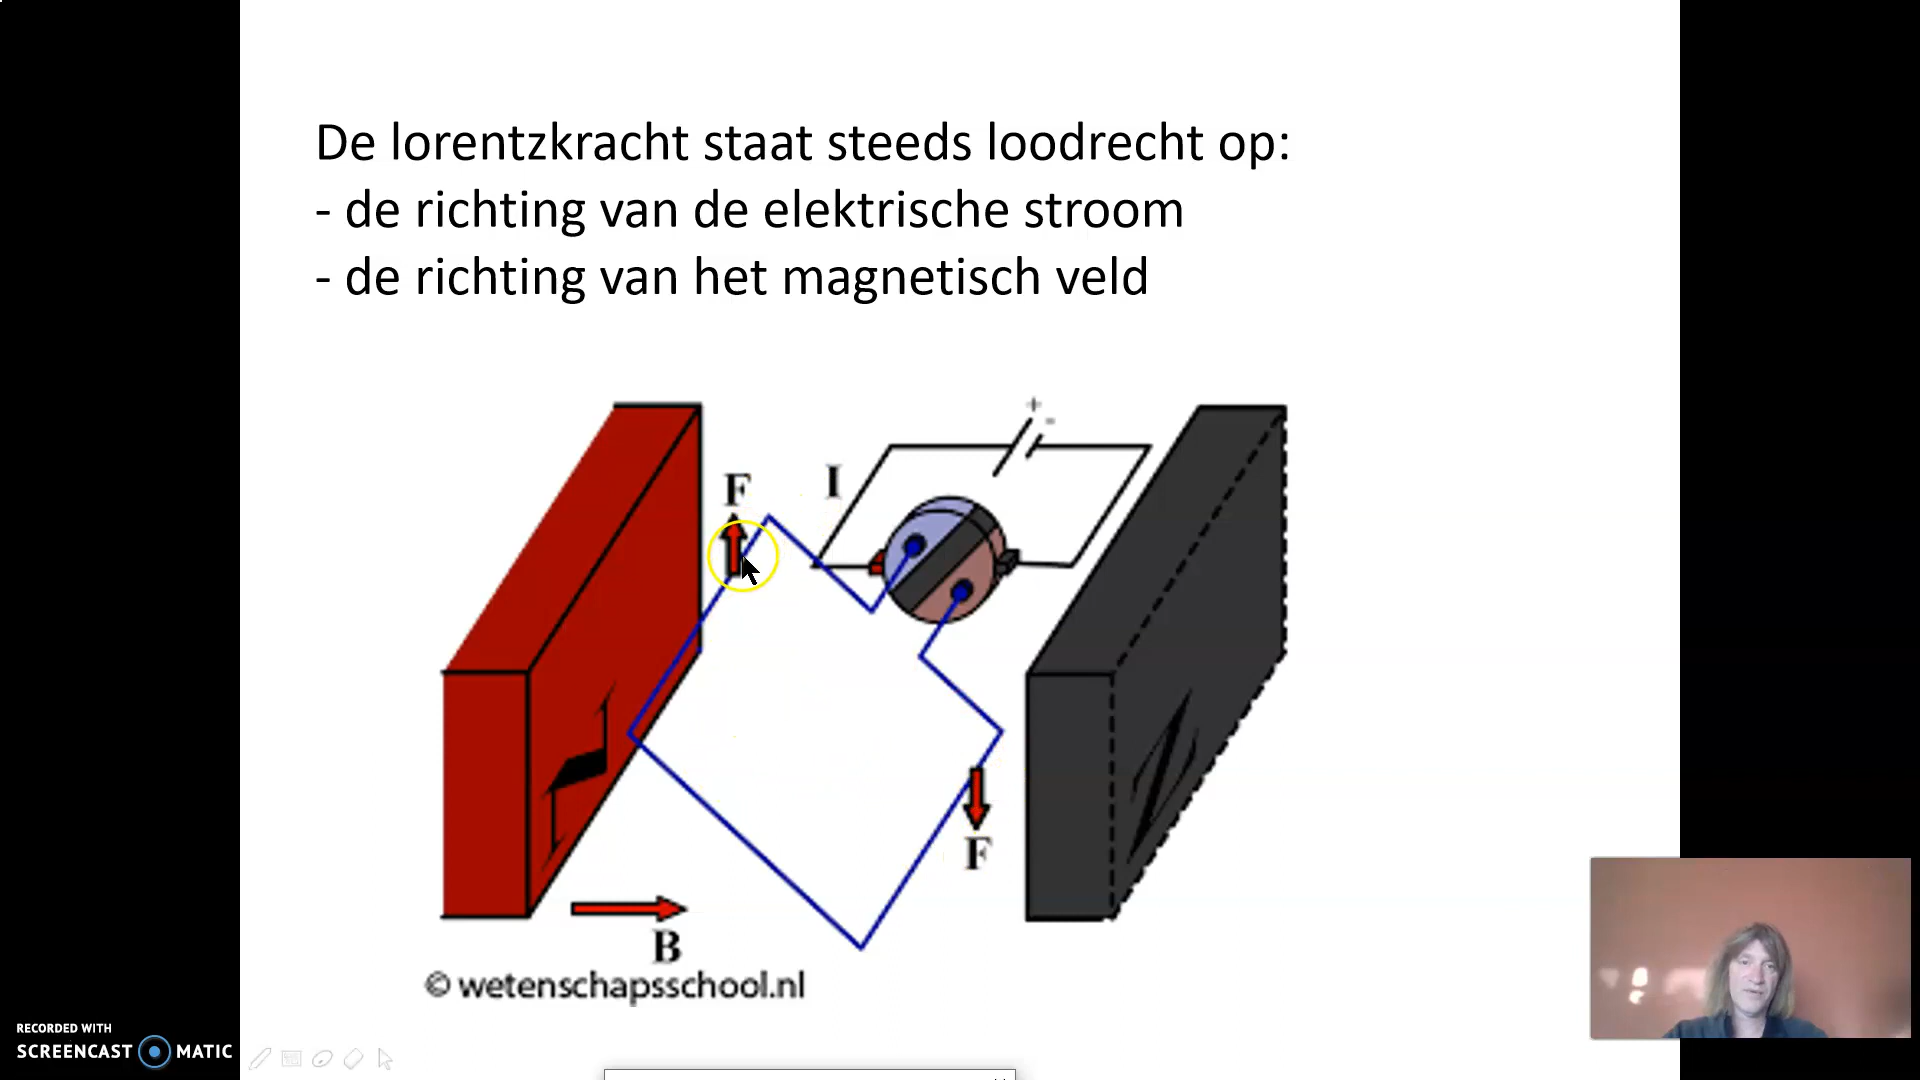 De lorentzkracht staat steeds loodrecht op:
- de richting van de elektrische stroom
- de richting van het magnetisch veld
+
-
F
I
F
B
© wetenschapsschool.nl
RECORDED WITH
SCREENCAST MATIC